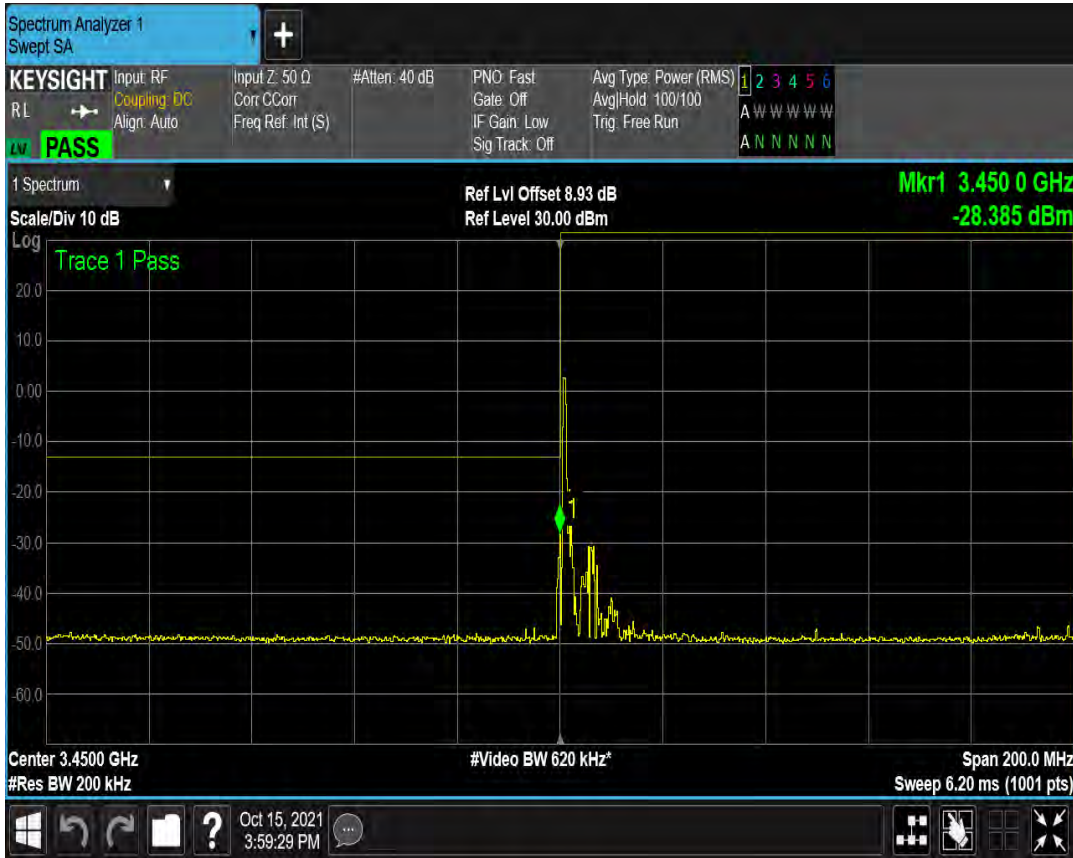 Spectrum Analyzer 1
Swept SA
KEYSIGHT
RL
LXI
PASS
Input: RF
Coupling: DC
Align: Auto
Input Z: 50 Ω
Corr CCorr
Freq Ref: Int (S)
#Atten: 40 dB
PNO: Fast
Gate: Off
IF Gain: Low
Sig Track: Off
Avg Type: Power (RMS)
Avg|Hold: 100/100
Trig: Free Run
1 2 3 4 5 6
A W W W W W
A N N N N N
1 Spectrum
Scale/Div 10 dB
Log
Ref Lvl Offset 8.93 dB
Ref Level 30.00 dBm
Mkr1 3.450 0 GHz
-28.385 dBm
Trace 1 Pass
20.0
10.0
0.00
-10.0
-20.0
1
-30.0
-40.0
-50.0
-60.0
Center 3.4500 GHz
#Res BW 200 kHz
#Video BW 620 kHz*
Span 200.0 MHz
Sweep 6.20 ms (1001 pts)
?
Oct 15, 2021
3:59:29 PM